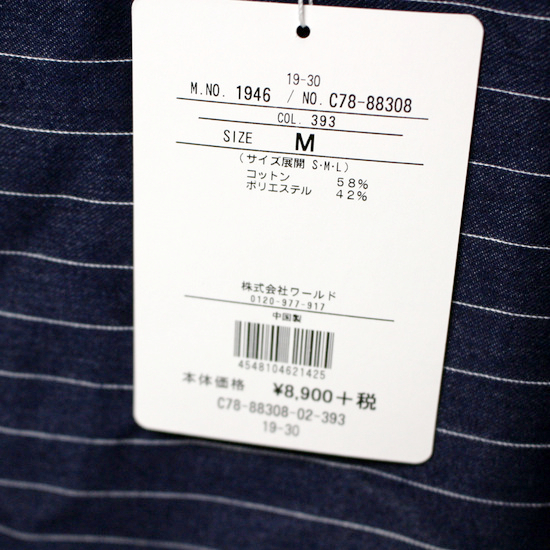 19-30
M.NO. 1946 / NO. C78-88308
COL. 393
SIZE M
(サイズ展開 S·M·L)
コットン 58%
ポリエステル 42%
株式会社ワールド
0120-977-917
中国製
4548104621425
本体価格 ¥8,900+税
C78-88308-02-393
19-30